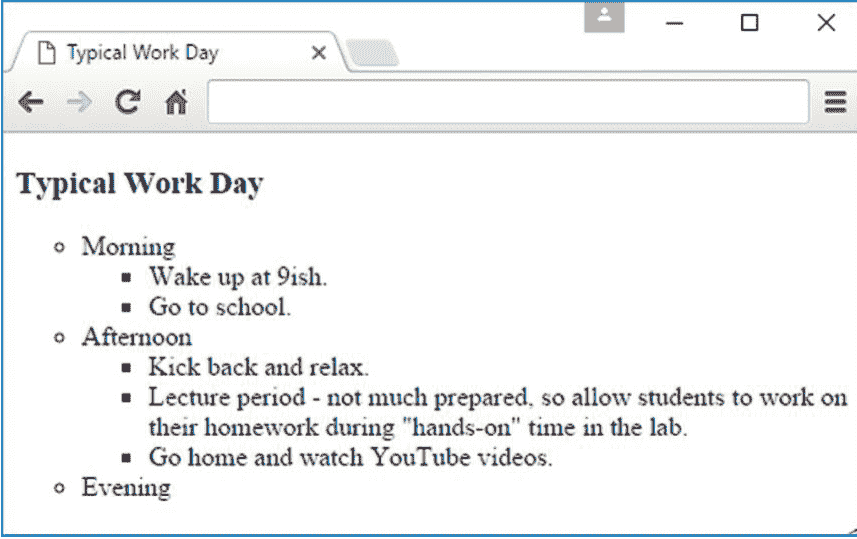 Typical Work Day
Typical Work Day
Morning
Wake up at 9ish.
Go to school.
Afternoon
Kick back and relax.
Lecture period - not much prepared, so allow students to work on
their homework during "hands-on" time in the lab.
Go home and watch YouTube videos.
Evening